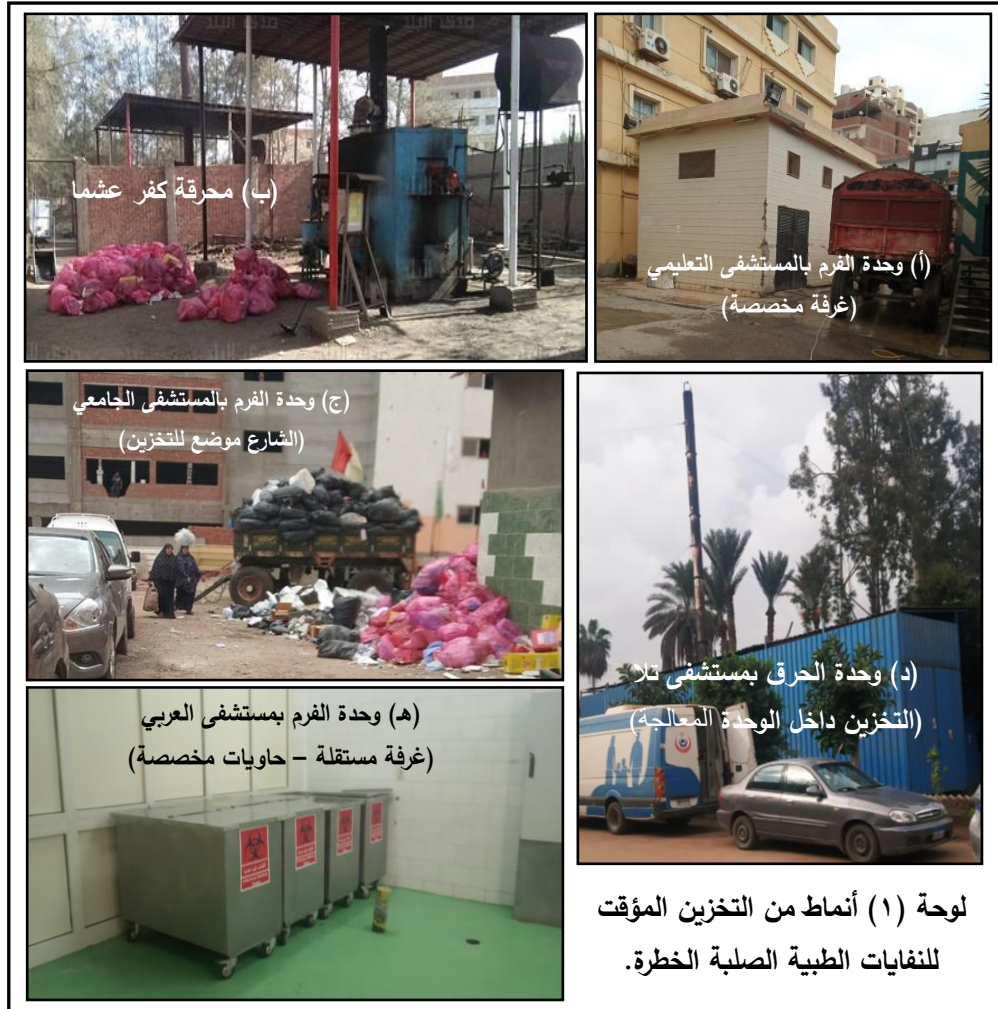 (أ) وحدة الفرم بالمستشفى التعليمي
(غرفة مخصصة)
(ب) محرقة كفر عشما
(ج) وحدة الفرم بالمستشفى الجامعي
(الشارع موضع للتخزين)
(د) وحدة الحرق بمستشفى تلا
(التخزين داخل الوحدة المعالجة)
(هـ) وحدة الفرم بمستشفى العربي
(غرفة مستقلة – حاويات مخصصة)
لوحة (١) أنماط من التخزين المؤقت
للنفايات الطبية الصلبة الخطرة.